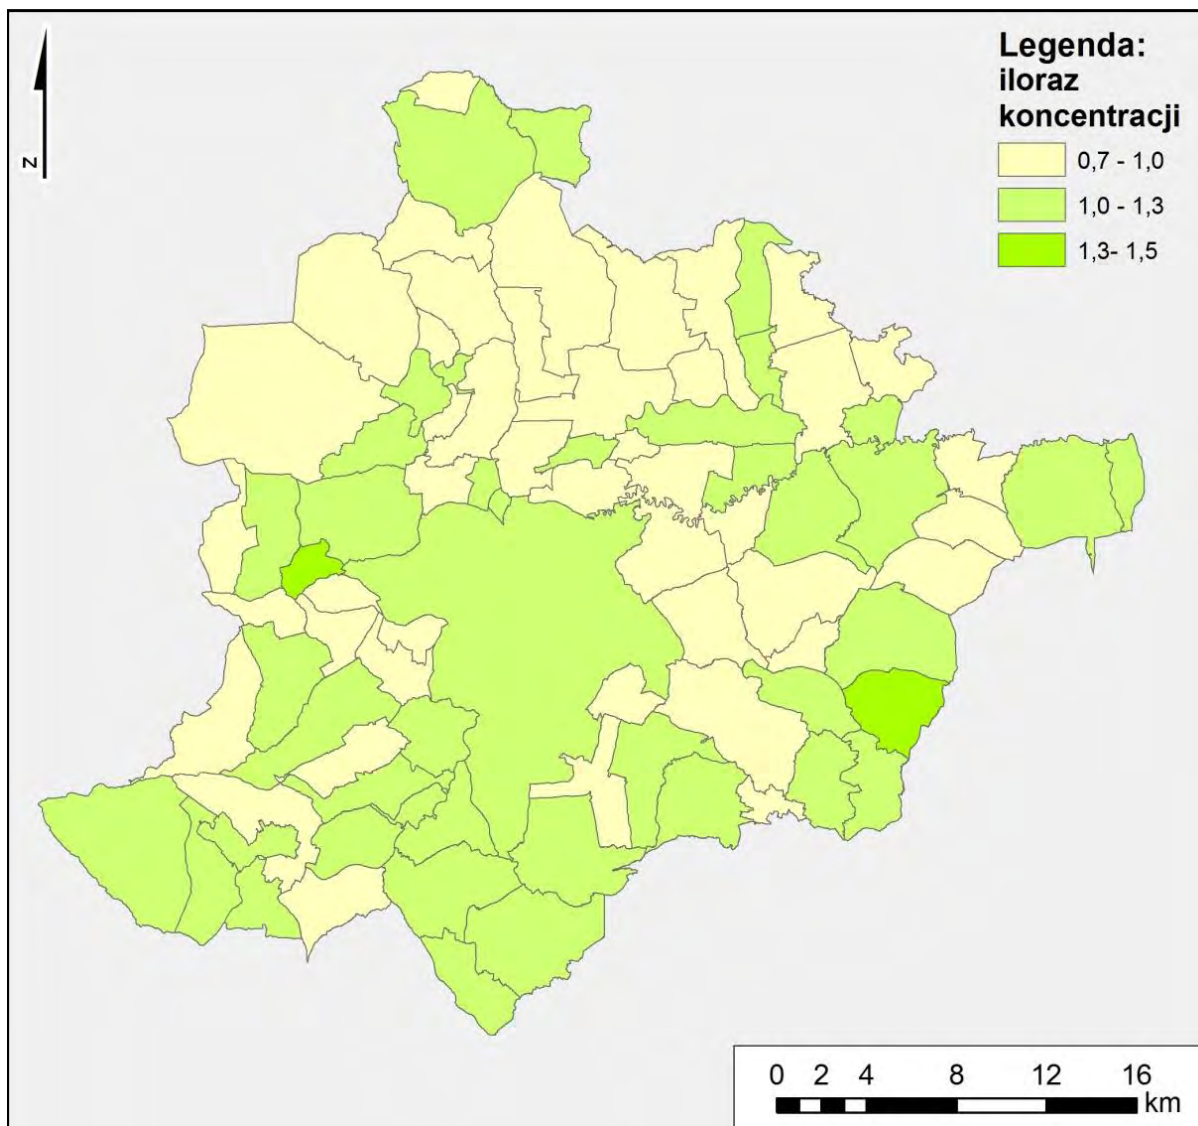 Legenda:
iloraz
koncentracji
0,7 - 1,0
1,0 - 1,3
1,3- 1,5
N
0 2 4 8 12 16
km